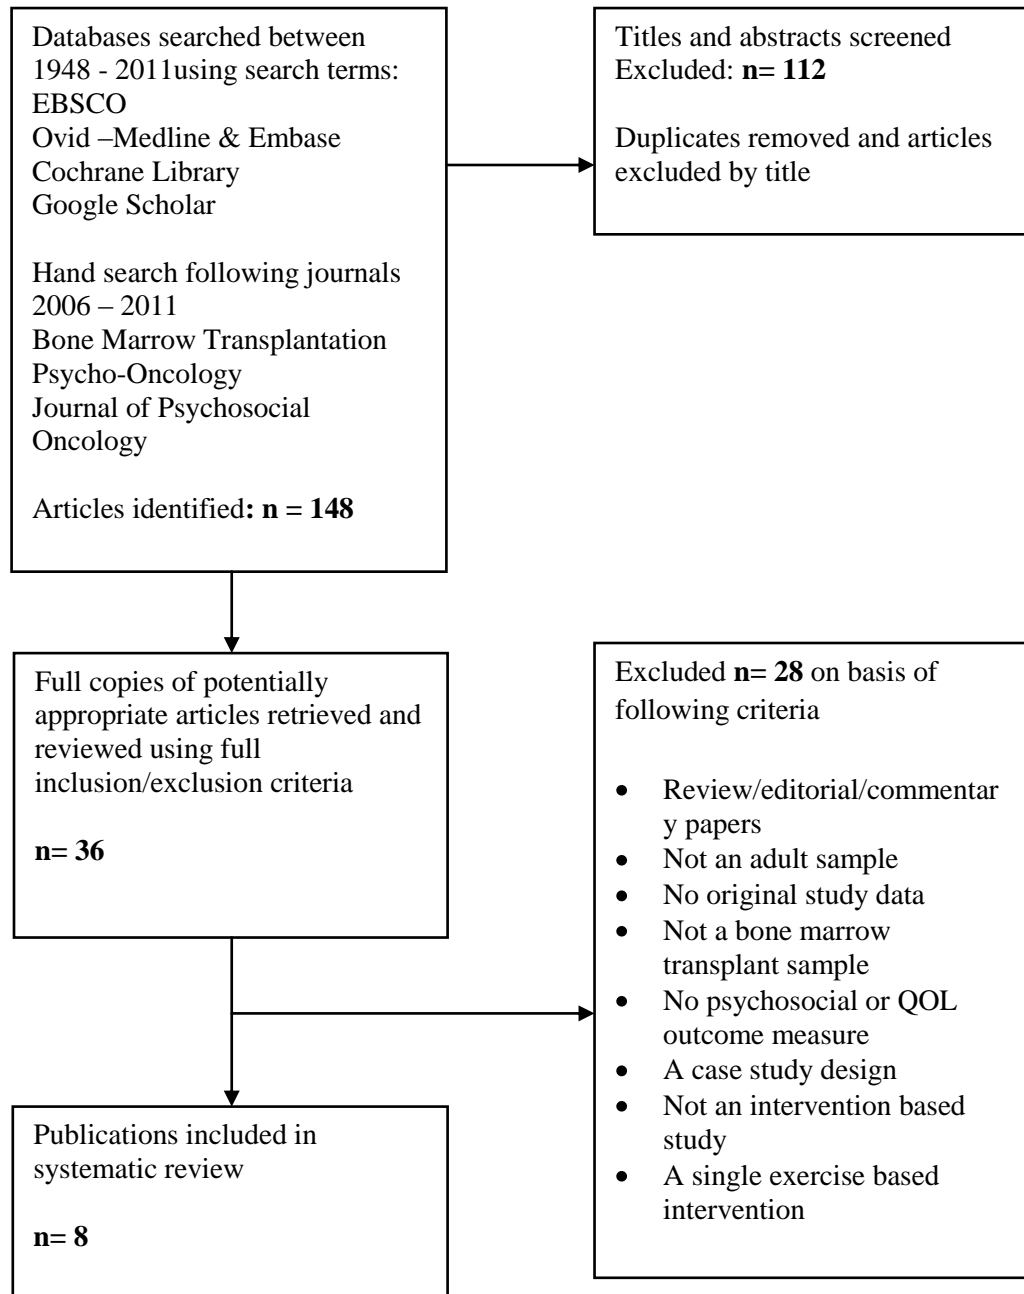 Databases searched between
1948 - 2011using search terms:
EBSCO
Ovid –Medline & Embase
Cochrane Library
Google Scholar
Hand search following journals
2006 – 2011
Bone Marrow Transplantation
Psycho-Oncology
Journal of Psychosocial
Oncology
Articles identified: n = 148
Titles and abstracts screened
Excluded: n= 112
Duplicates removed and articles
excluded by title
Full copies of potentially
appropriate articles retrieved and
reviewed using full
inclusion/exclusion criteria
n= 36
Excluded n= 28 on basis of
following criteria
• Review/editorial/commentar
y papers
• Not an adult sample
• No original study data
• Not a bone marrow
transplant sample
• No psychosocial or QOL
outcome measure
• A case study design
• Not an intervention based
study
• A single exercise based
intervention
Publications included in
systematic review
n= 8